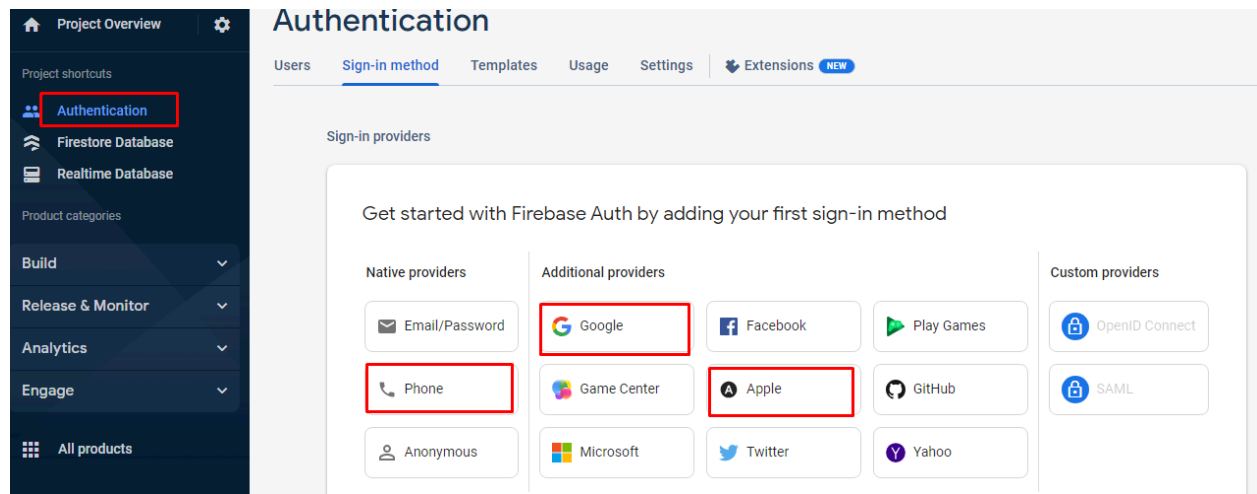 Project Overview
Project shortcuts
Authentication
Firestore Database
Realtime Database
Product categories
Build
Release & Monitor
Analytics
Engage
All products
Authentication
Users Sign-in method Templates Usage Settings Extensions NEW
Sign-in providers
Get started with Firebase Auth by adding your first sign-in method
Native providers Additional providers Custom providers
Email/Password Google Facebook Play Games OpenID Connect
Phone Game Center Apple GitHub SAML
Anonymous Microsoft Twitter Yahoo